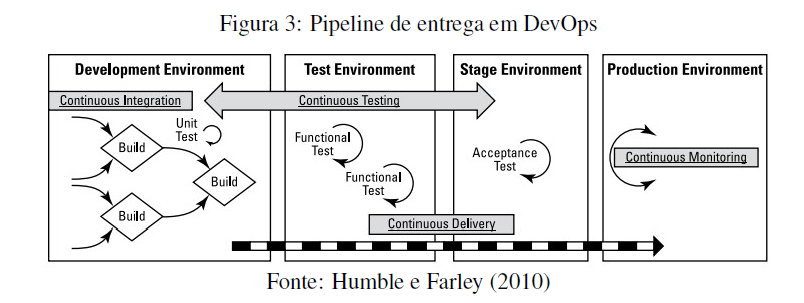 Figura 3: Pipeline de entrega em DevOps
Development Environment
Continuous Integration
Unit
Test
Build
Build
Build
Test Environment
Continuous Testing
Functional
Test
Functional
Test
Continuous Delivery
Stage Environment
Acceptance
Test
Production Environment
Continuous Monitoring
Fonte: Humble e Farley (2010)